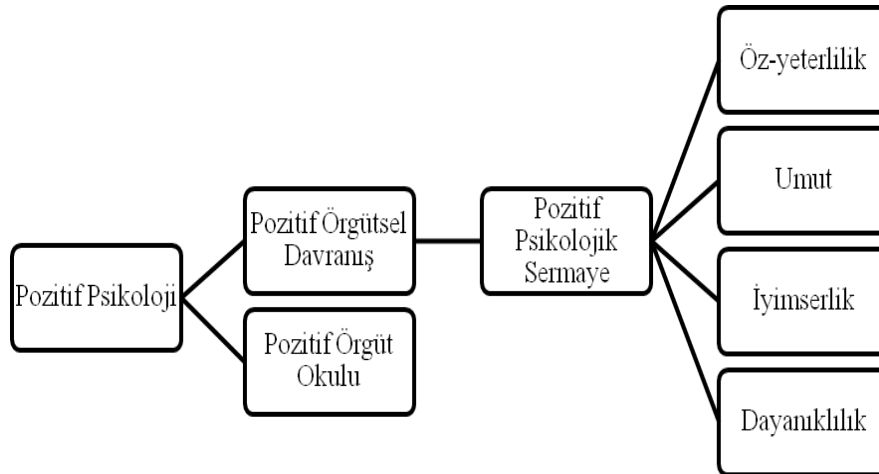 Pozitif Psikoloji
Pozitif Örgütsel
Davranış
Pozitif Örgüt
Okulu
Pozitif
Psikolojik
Sermaye
Öz-yeterlilik
Umut
İyimserlik
Dayanıklılık